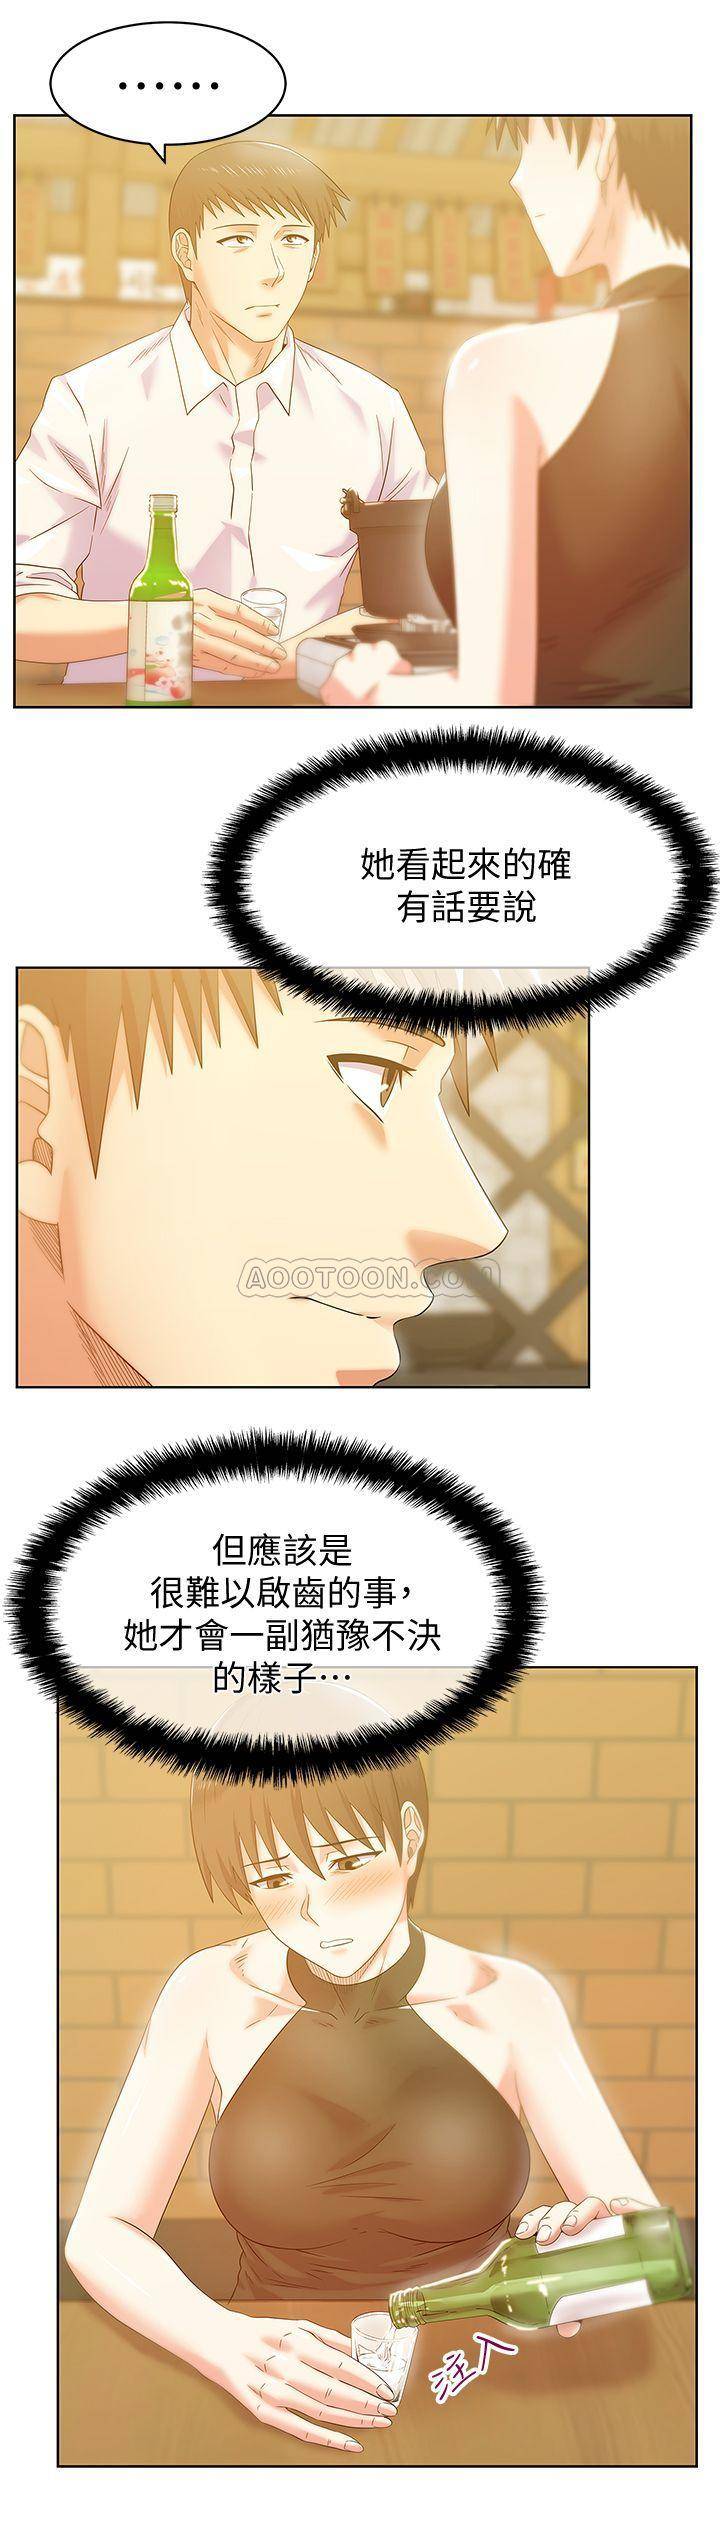 ......
她看起來的確
有話要說
AOOTOON.COM
但應該是
很難以啟齒的事,
她才會一副猶豫不決
的樣子…
注入